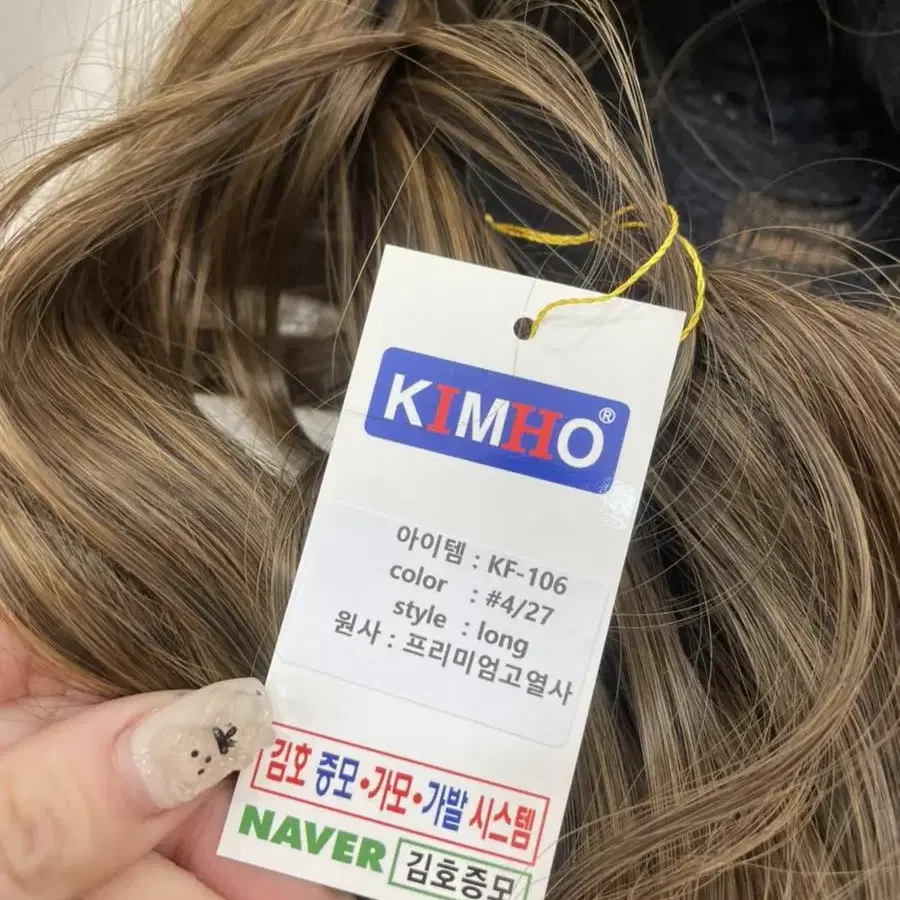 KIMHO®
아이템 : KF-106
color : #4/27
style : long
원사 : 프리미엄고열사
김호 증모·가모·가발 시스템
NAVER 김호증모